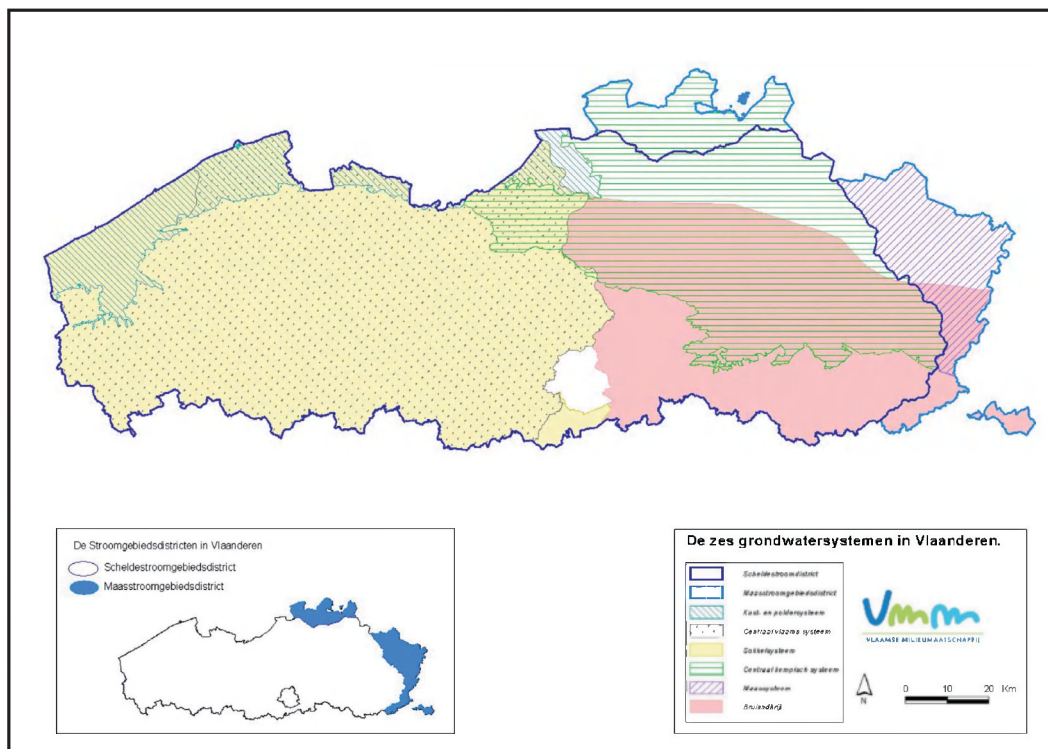 De Stroomgebiedsdistricten in Vlaanderen
Scheldestroomgebiedsdistrict
Maasstroomgebiedsdistrict
De zes grondwatersystemen in Vlaanderen.
Scheldestroomdistrict
Maasstroomgebiedsdistrict
Kust- en poldersysteem
Centraal vlaams systeem
Sokkelsysteem
Centraal kempisch systeem
Maassysteem
Vmm
VLAAMSE MILIEUMAATSCHAPPIJ
N
0 10 20 Km